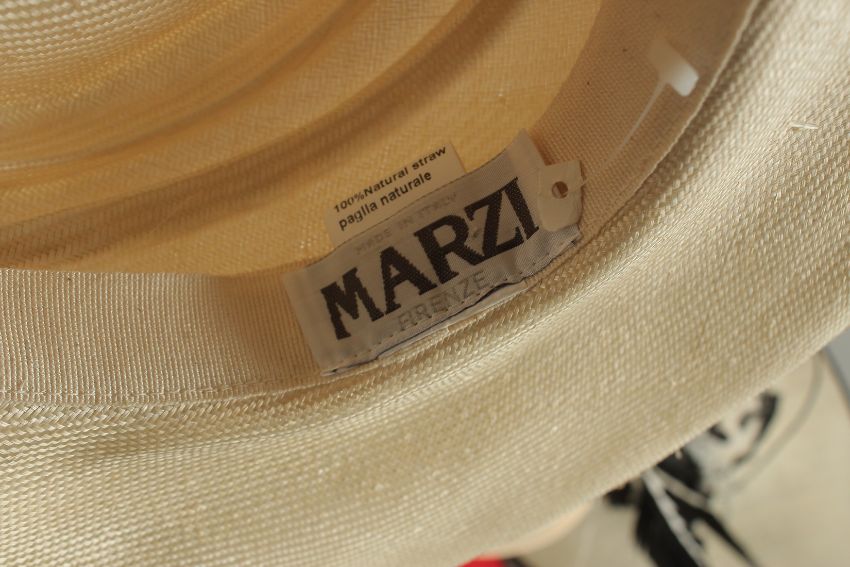 100%Natural straw
paglia naturale
MADE IN ITALY
MARZI
FIRENZE